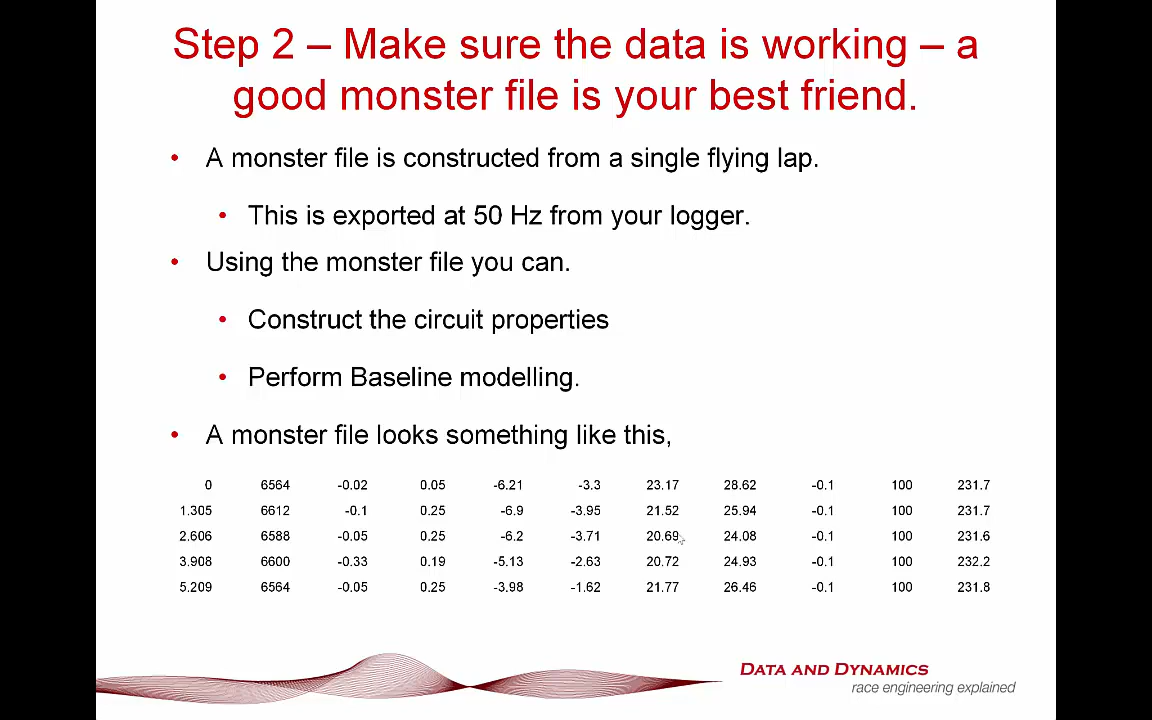 Step 2 – Make sure the data is working – a
good monster file is your best friend.
• A monster file is constructed from a single flying lap.
• This is exported at 50 Hz from your logger.
• Using the monster file you can.
• Construct the circuit properties
• Perform Baseline modelling.
• A monster file looks something like this,
0 6564 -0.02 0.05 -6.21 -3.3 23.17 28.62 -0.1 100 231.7
1.305 6612 -0.1 0.25 -6.9 -3.95 21.52 25.94 -0.1 100 231.7
2.606 6588 -0.05 0.25 -6.2 -3.71 20.69 24.08 -0.1 100 231.6
3.908 6600 -0.33 0.19 -5.13 -2.63 20.72 24.93 -0.1 100 232.2
5.209 6564 -0.05 0.25 -3.98 -1.62 21.77 26.46 -0.1 100 231.8
DATA AND DYNAMICS
race engineering explained